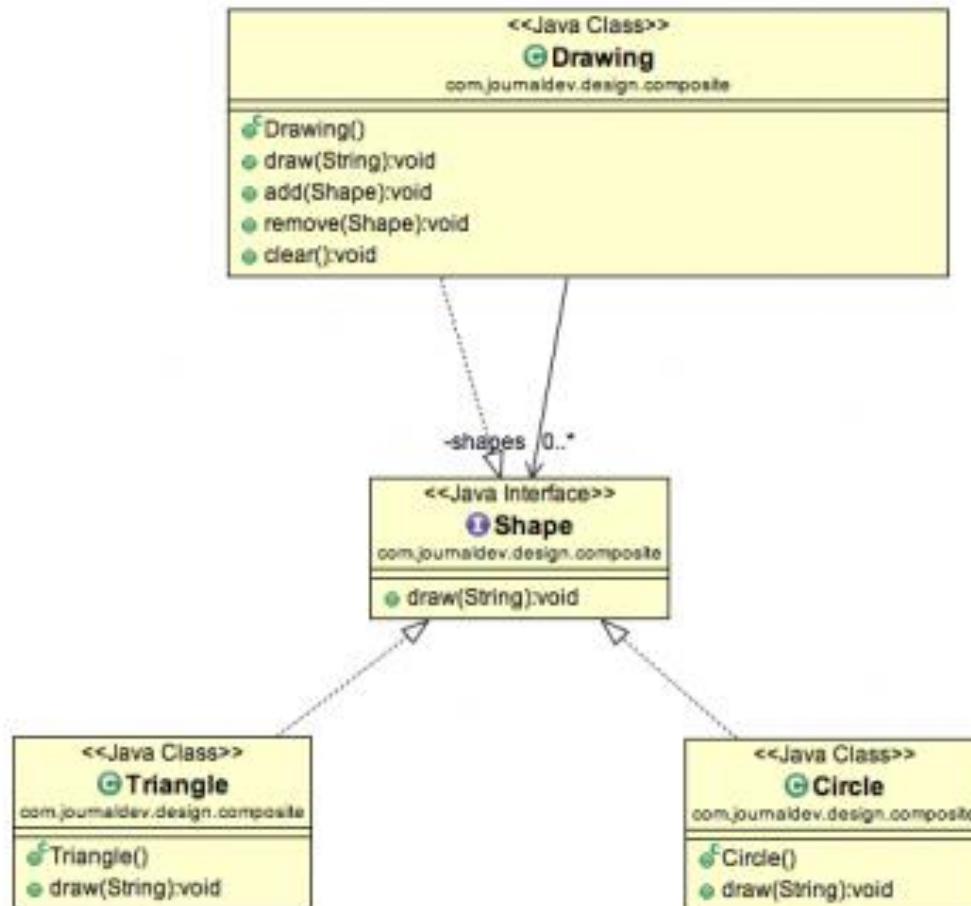 <<Java Class>>
Drawing
com.journaldev.design.composite
Drawing()
draw(String):void
add(Shape):void
remove(Shape):void
clear():void
-shapes 0..*
<<Java Interface>>
Shape
com.journaldev.design.composite
draw(String):void
<<Java Class>>
Triangle
com.journaldev.design.composite
Triangle()
draw(String):void
<<Java Class>>
Circle
com.journaldev.design.composite
Circle()
draw(String):void